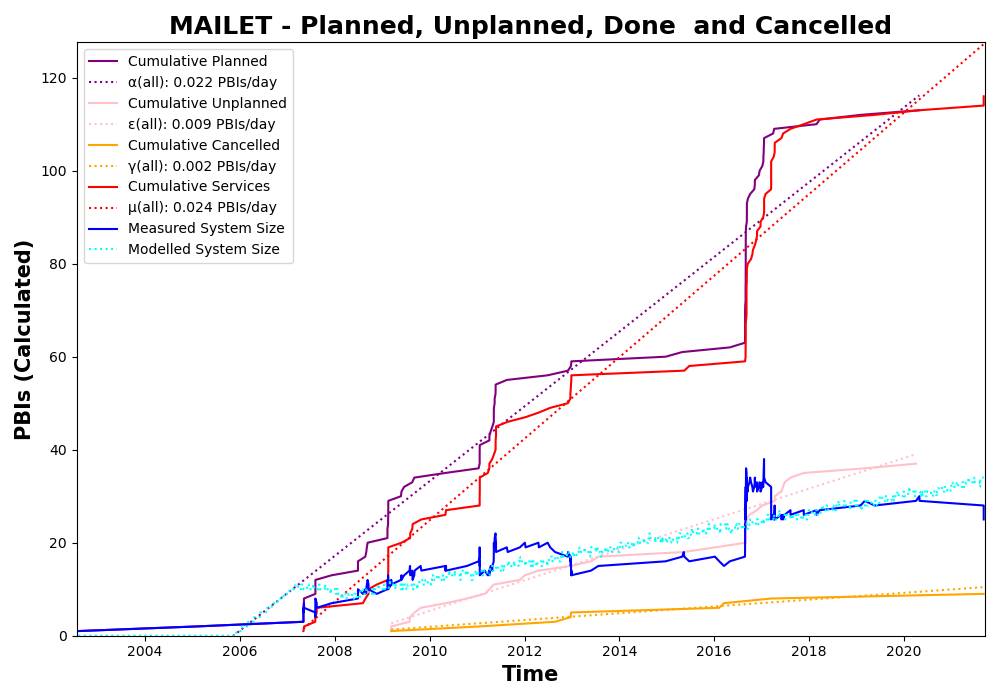 MAILET - Planned, Unplanned, Done  and Cancelled
Cumulative Planned
α(all): 0.022 PBIs/day
Cumulative Unplanned
ε(all): 0.009 PBIs/day
Cumulative Cancelled
γ(all): 0.002 PBIs/day
Cumulative Services
μ(all): 0.024 PBIs/day
Measured System Size
Modelled System Size
PBIs (Calculated)
120
100
80
60
40
20
0
2004 2006 2008 2010 2012 2014 2016 2018 2020
Time